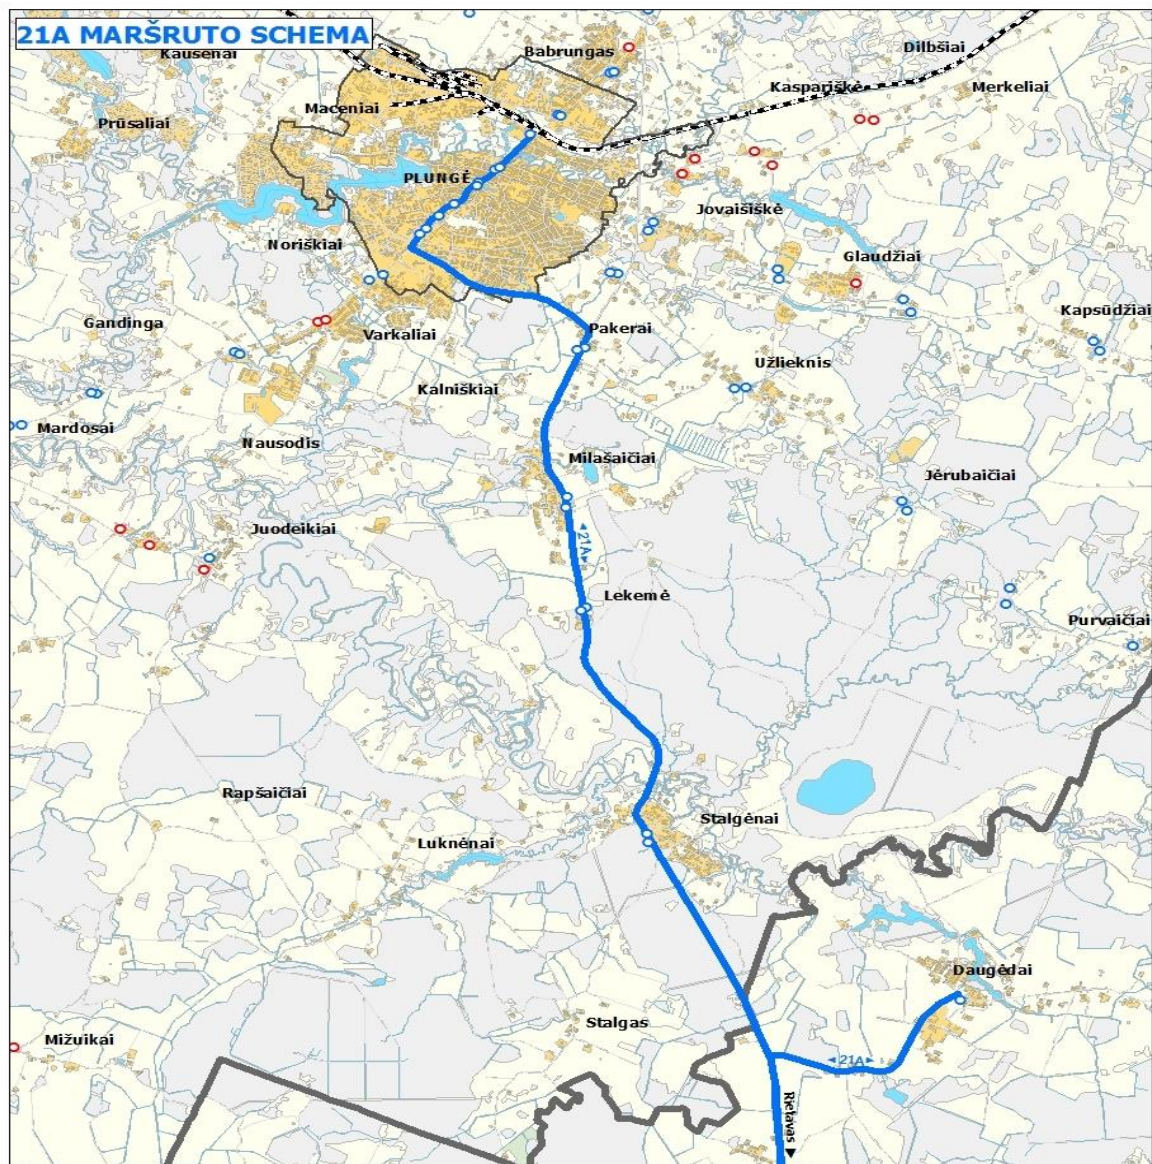 21A MARŠRUTO SCHEMA
Kausėnai
Babrungas
Dilbšiai
Kaspariškė
Merkeliai
Maceniai
Prūsaliai
PLUNGĖ
Jovaišiškė
Noriškiai
Glaudžiai
Gandinga
Kapsūdžiai
Pakerai
Varkaliai
Užlieknis
Kalniškiai
Mardosai
Nausodis
Milašaičiai
Jėrubaičiai
Juodeikiai
◄21A►
Lekemė
Purvaičiai
Rapšaičiai
Stalgėnai
Luknėnai
Daugėdai
Stalgas
Mižuikai
◄21A►
Rietavas ▼